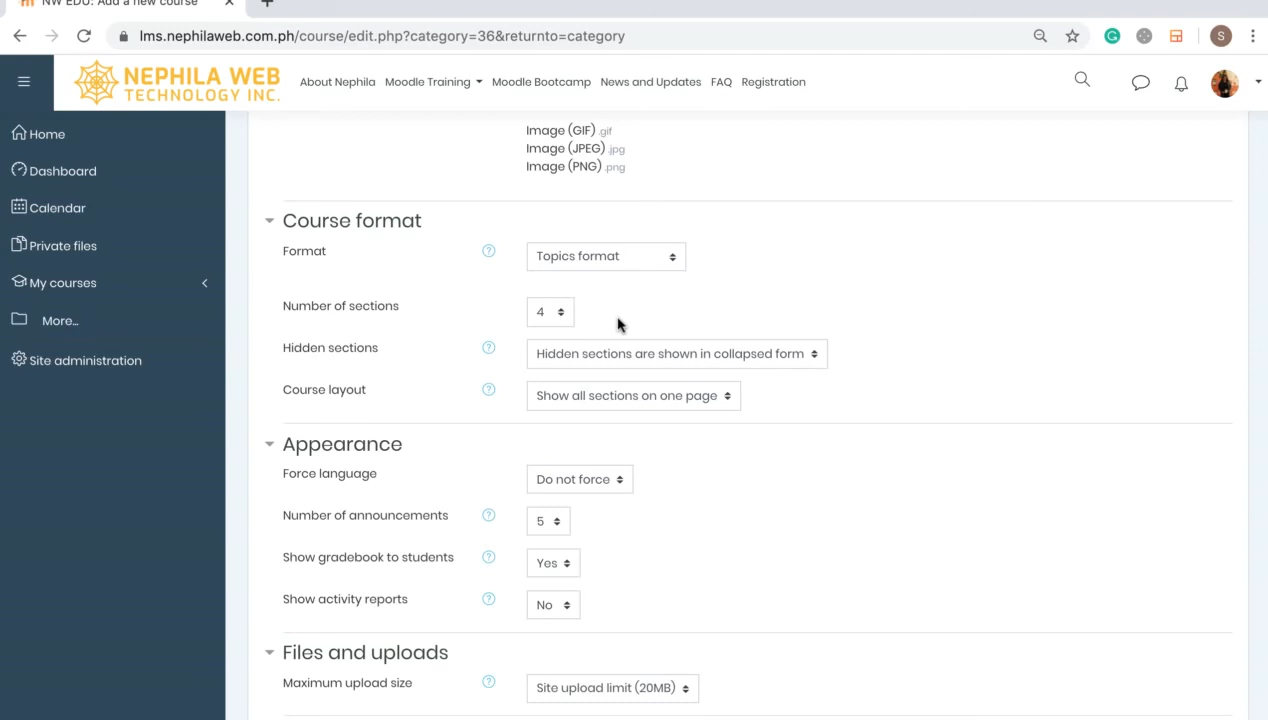 NW EDU: Add a new course
lms.nephilaweb.com.ph/course/edit.php?category=36&returnto=category
S
NEPHILA WEB
TECHNOLOGY INC.
About Nephila Moodle Training Moodle Bootcamp News and Updates FAQ Registration
Home
Dashboard
Calendar
Private files
My courses
More...
Site administration
Image (GIF) .gif
Image (JPEG) .jpg
Image (PNG) .png
Course format
Format ? Topics format
Number of sections 4
Hidden sections ? Hidden sections are shown in collapsed form
Course layout ? Show all sections on one page
Appearance
Force language Do not force
Number of announcements ? 5
Show gradebook to students ? Yes
Show activity reports ? No
Files and uploads
Maximum upload size ? Site upload limit (20MB)